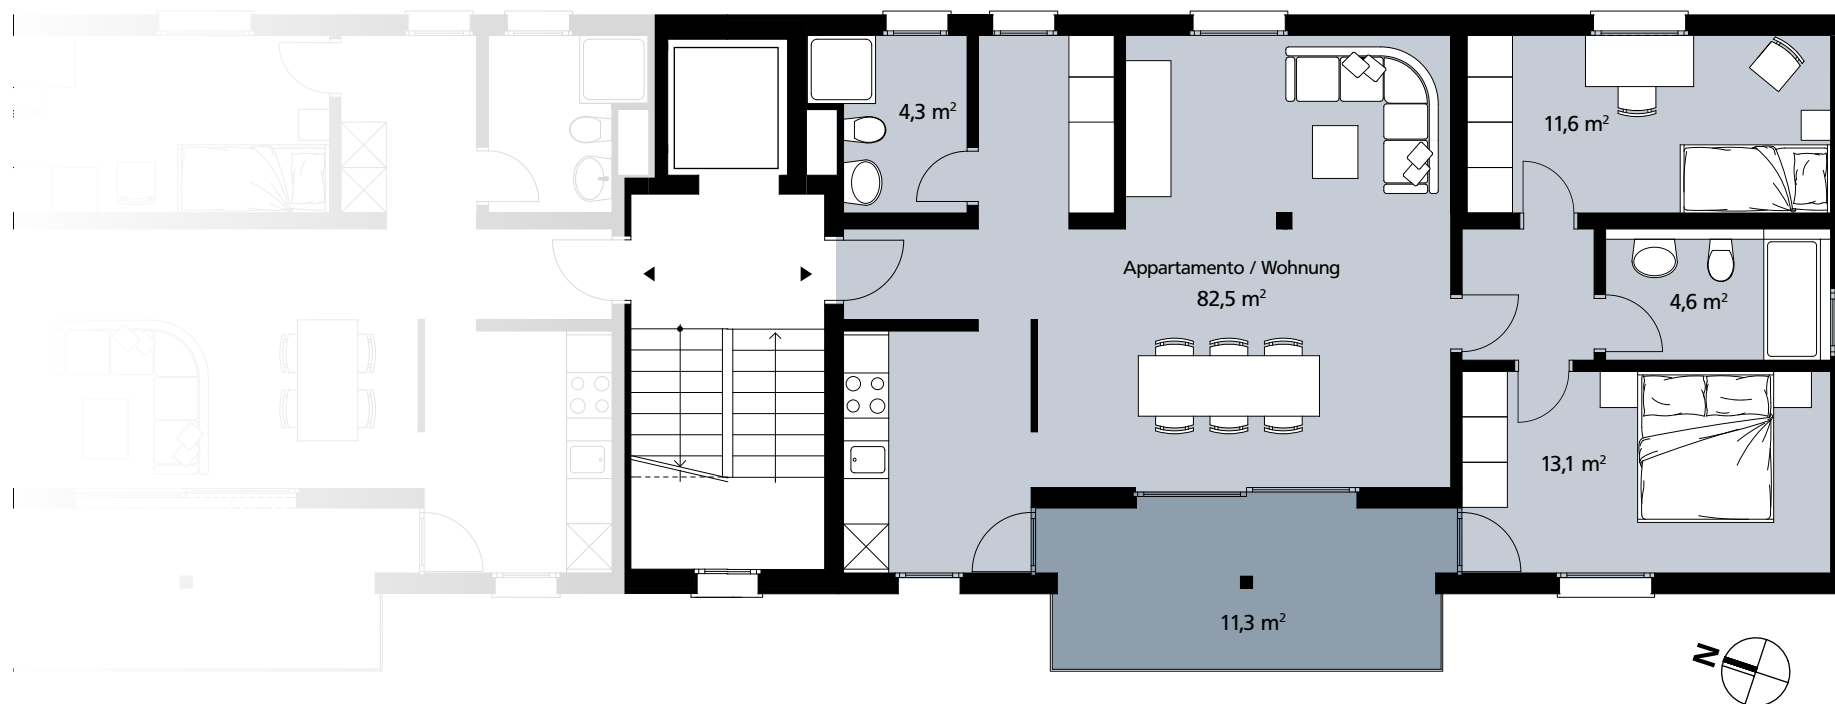 4,3 m²
11,6 m²
Appartamento / Wohnung
82,5 m²
4,6 m²
13,1 m²
11,3 m²
N